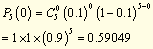 P₅(0) = C₅⁰ (0.1)⁰ (1−0.1)⁵⁻⁰
= 1×1×(0.9)⁵ = 0.59049